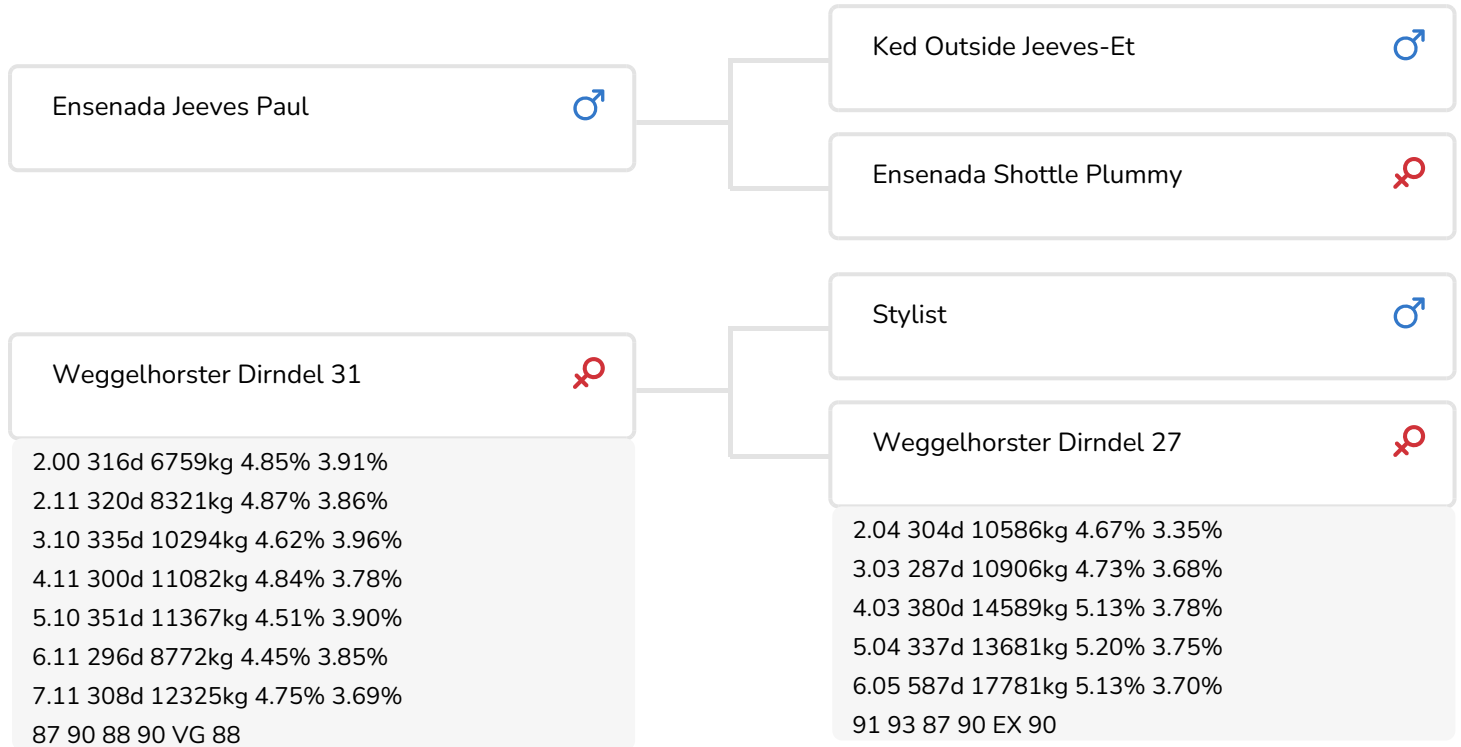 Ensenada Jeeves Paul
Ked Outside Jeeves-Et
Ensenada Shottle Plummy
Weggelhorster Dirndel 31
2.00 316d 6759kg 4.85% 3.91%
2.11 320d 8321kg 4.87% 3.86%
3.10 335d 10294kg 4.62% 3.96%
4.11 300d 11082kg 4.84% 3.78%
5.10 351d 11367kg 4.51% 3.90%
6.11 296d 8772kg 4.45% 3.85%
7.11 308d 12325kg 4.75% 3.69%
87 90 88 90 VG 88
Stylist
Weggelhorster Dirndel 27
2.04 304d 10586kg 4.67% 3.35%
3.03 287d 10906kg 4.73% 3.68%
4.03 380d 14589kg 5.13% 3.78%
5.04 337d 13681kg 5.20% 3.75%
6.05 587d 17781kg 5.13% 3.70%
91 93 87 90 EX 90